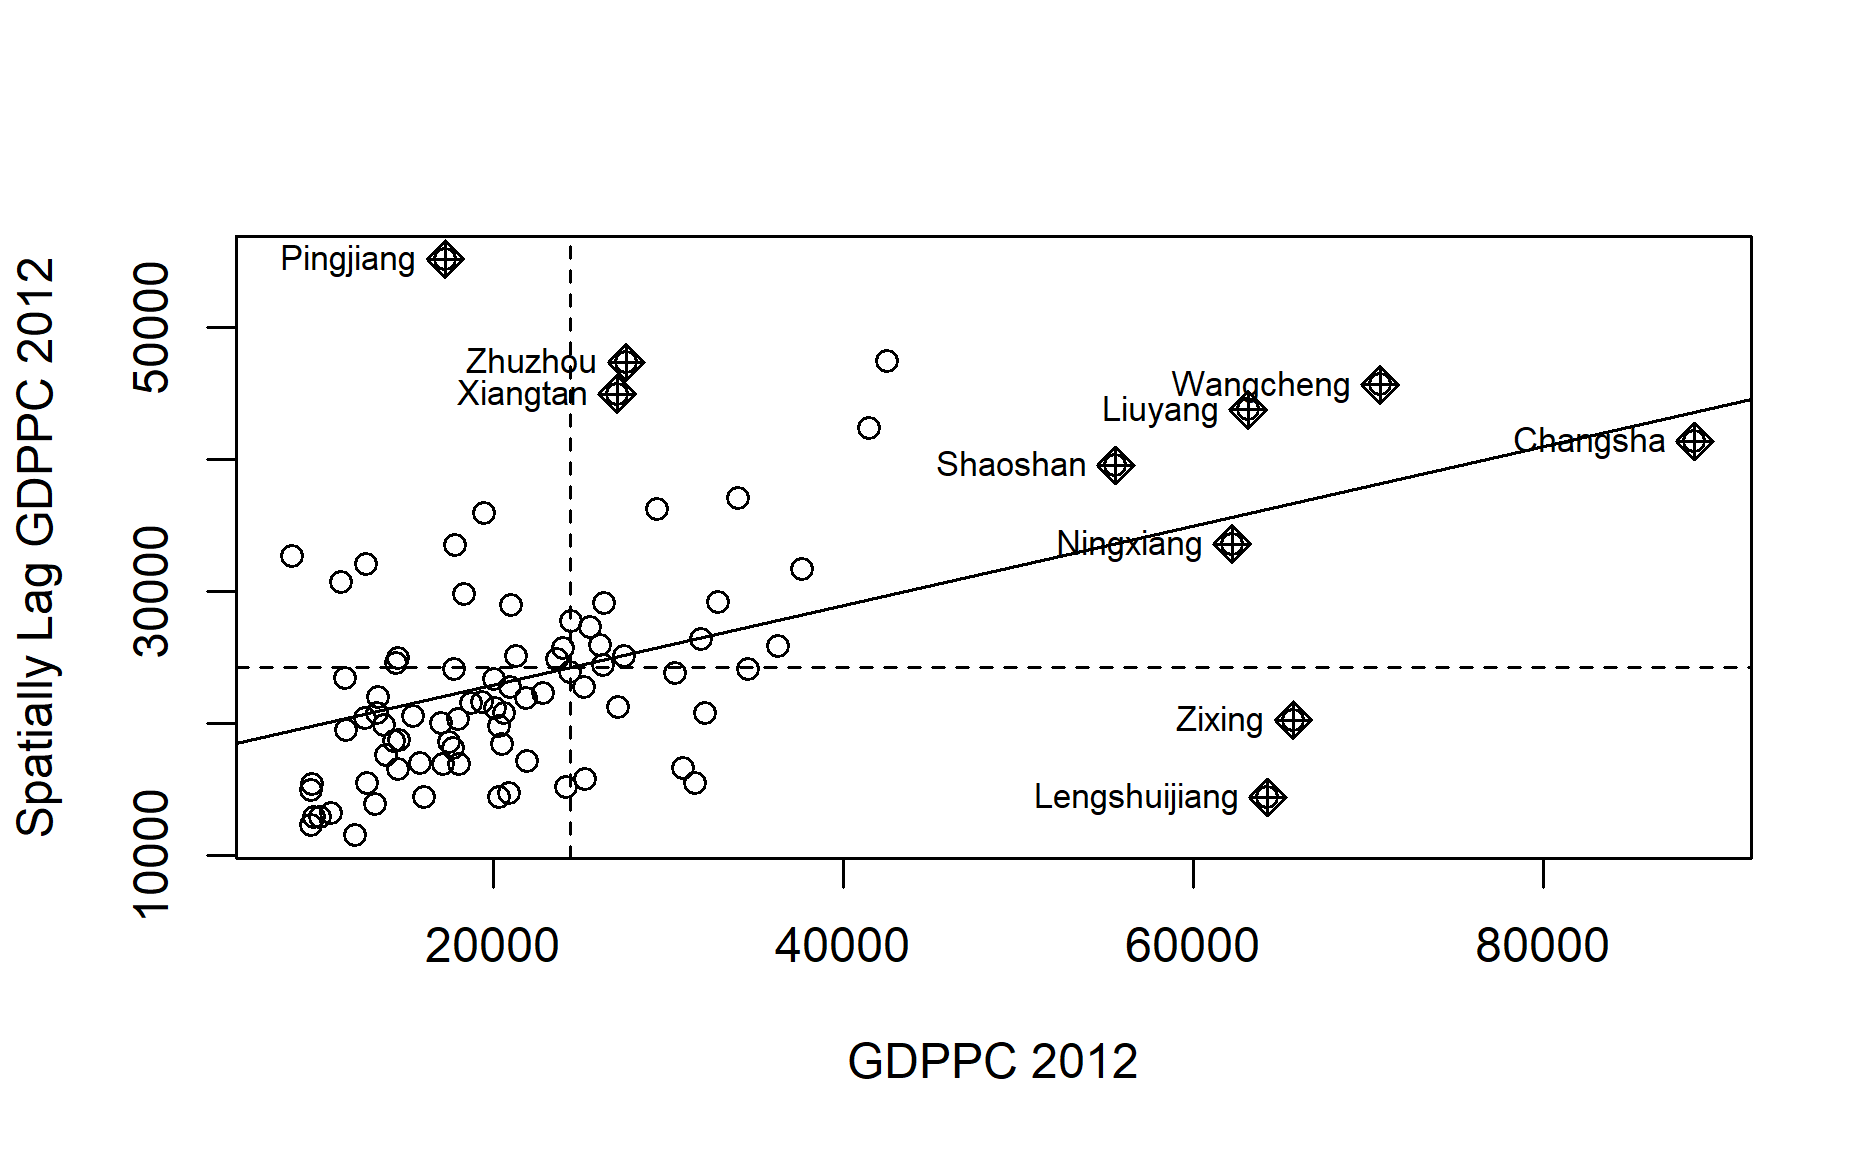 Pingjiang
Zhuzhou
Xiangtan
Wangcheng
Liuyang
Changsha
Shaoshan
Ningxiang
Zixing
Lengshuijiang
Spatially Lag GDPPC 2012
50000
30000
10000
20000
40000
60000
80000
GDPPC 2012